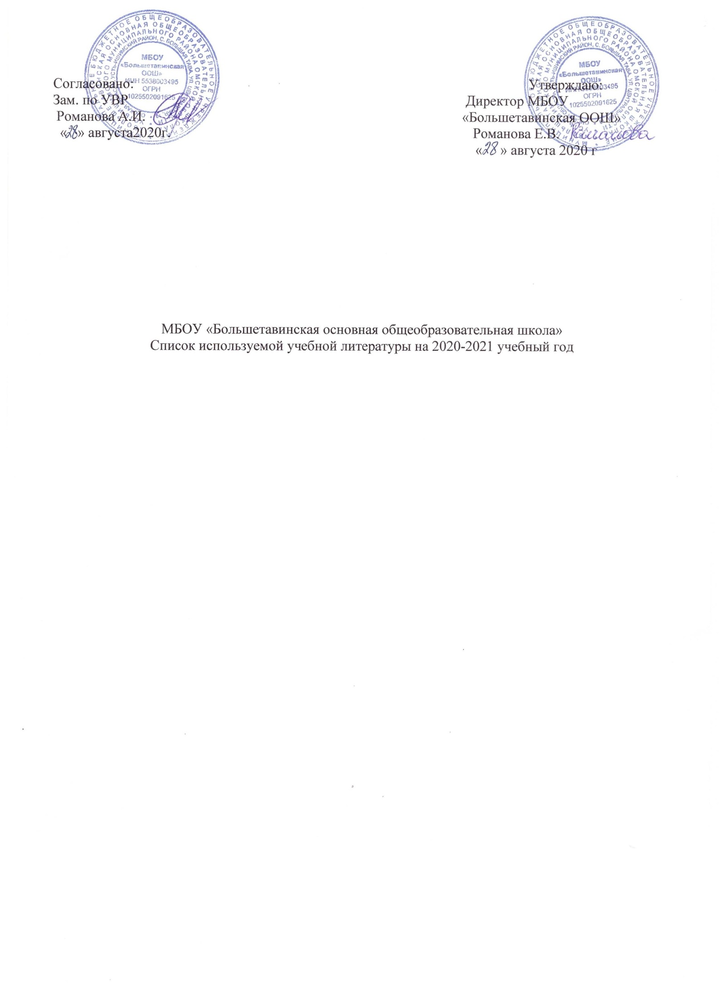 Согласовано:
Зам. по УВР
Романова А.И.
«28» августа2020г.
МБОУ
«Большетавинская
ООШ»
ИНН 5538003495
ОГРН
1025502091625
Утверждаю:
Директор МБОУ
«Большетавинская ООШ»
Романова Е.В.
«28» августа 2020 г
МБОУ
«Большетавинская
ООШ»
ОГРН
1025502091625
МБОУ «Большетавинская основная общеобразовательная школа»
Список используемой учебной литературы на 2020-2021 учебный год